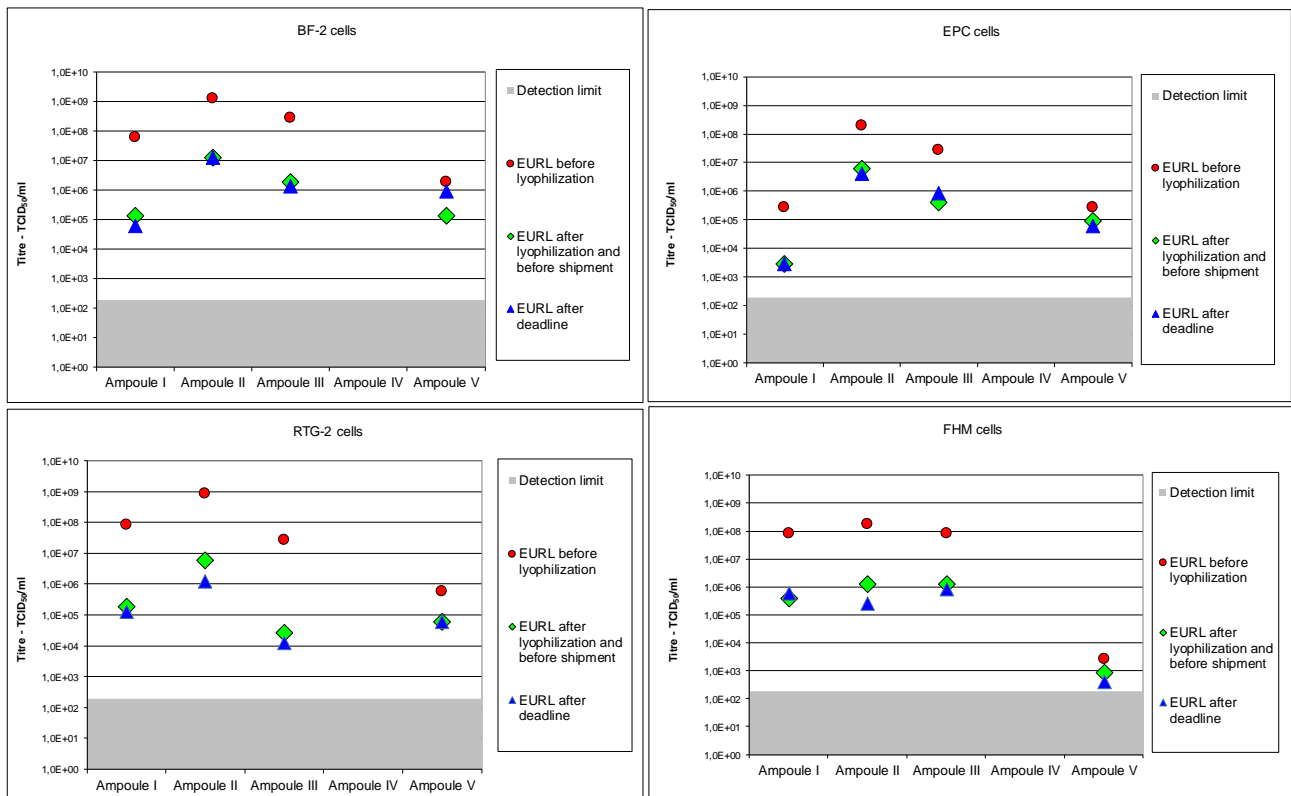 BF-2 cells
Titre - TCID50/ml
1,0E+10
1,0E+09
1,0E+08
1,0E+07
1,0E+06
1,0E+05
1,0E+04
1,0E+03
1,0E+02
1,0E+01
1,0E+00
Ampoule I
Ampoule II
Ampoule III
Ampoule IV
Ampoule V
Detection limit
EURL before
lyophilization
EURL after
lyophilization and
before shipment
EURL after
deadline
EPC cells
Titre - TCID50/ml
1,0E+10
1,0E+09
1,0E+08
1,0E+07
1,0E+06
1,0E+05
1,0E+04
1,0E+03
1,0E+02
1,0E+01
1,0E+00
Ampoule I
Ampoule II
Ampoule III
Ampoule IV
Ampoule V
Detection limit
EURL before
lyophilization
EURL after
lyophilization and
before shipment
EURL after
deadline
RTG-2 cells
Titre - TCID50/ml
1,0E+10
1,0E+09
1,0E+08
1,0E+07
1,0E+06
1,0E+05
1,0E+04
1,0E+03
1,0E+02
1,0E+01
1,0E+00
Ampoule I
Ampoule II
Ampoule III
Ampoule IV
Ampoule V
Detection limit
EURL before
lyophilization
EURL after
lyophilization and
before shipment
EURL after
deadline
FHM cells
Titre - TCID50/ml
1,0E+10
1,0E+09
1,0E+08
1,0E+07
1,0E+06
1,0E+05
1,0E+04
1,0E+03
1,0E+02
1,0E+01
1,0E+00
Ampoule I
Ampoule II
Ampoule III
Ampoule IV
Ampoule V
Detection limit
EURL before
lyophilization
EURL after
lyophilization and
before shipment
EURL after
deadline